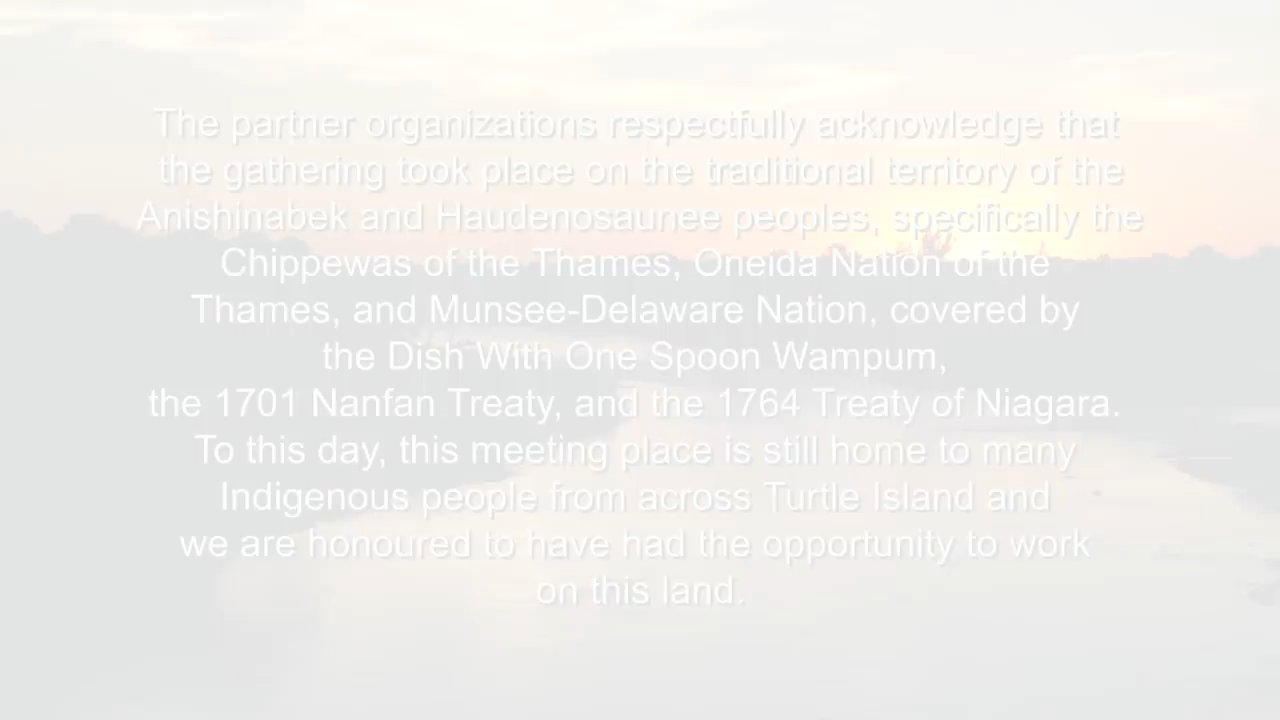 The partner organizations respectfully acknowledge that
the gathering took place on the traditional territory of the
Anishinabek and Haudenosaunee peoples, specifically the
Chippewas of the Thames, Oneida Nation of the
Thames, and Munsee-Delaware Nation, covered by
the Dish With One Spoon Wampum,
the 1701 Nanfan Treaty, and the 1764 Treaty of Niagara.
To this day, this meeting place is still home to many
Indigenous people from across Turtle Island and
we are honoured to have had the opportunity to work
on this land.